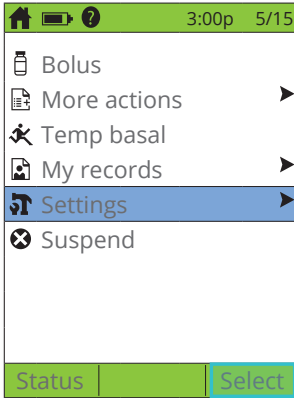 ? 3:00p 5/15
Bolus
More actions
Temp basal
My records
Settings
Suspend
Status Select